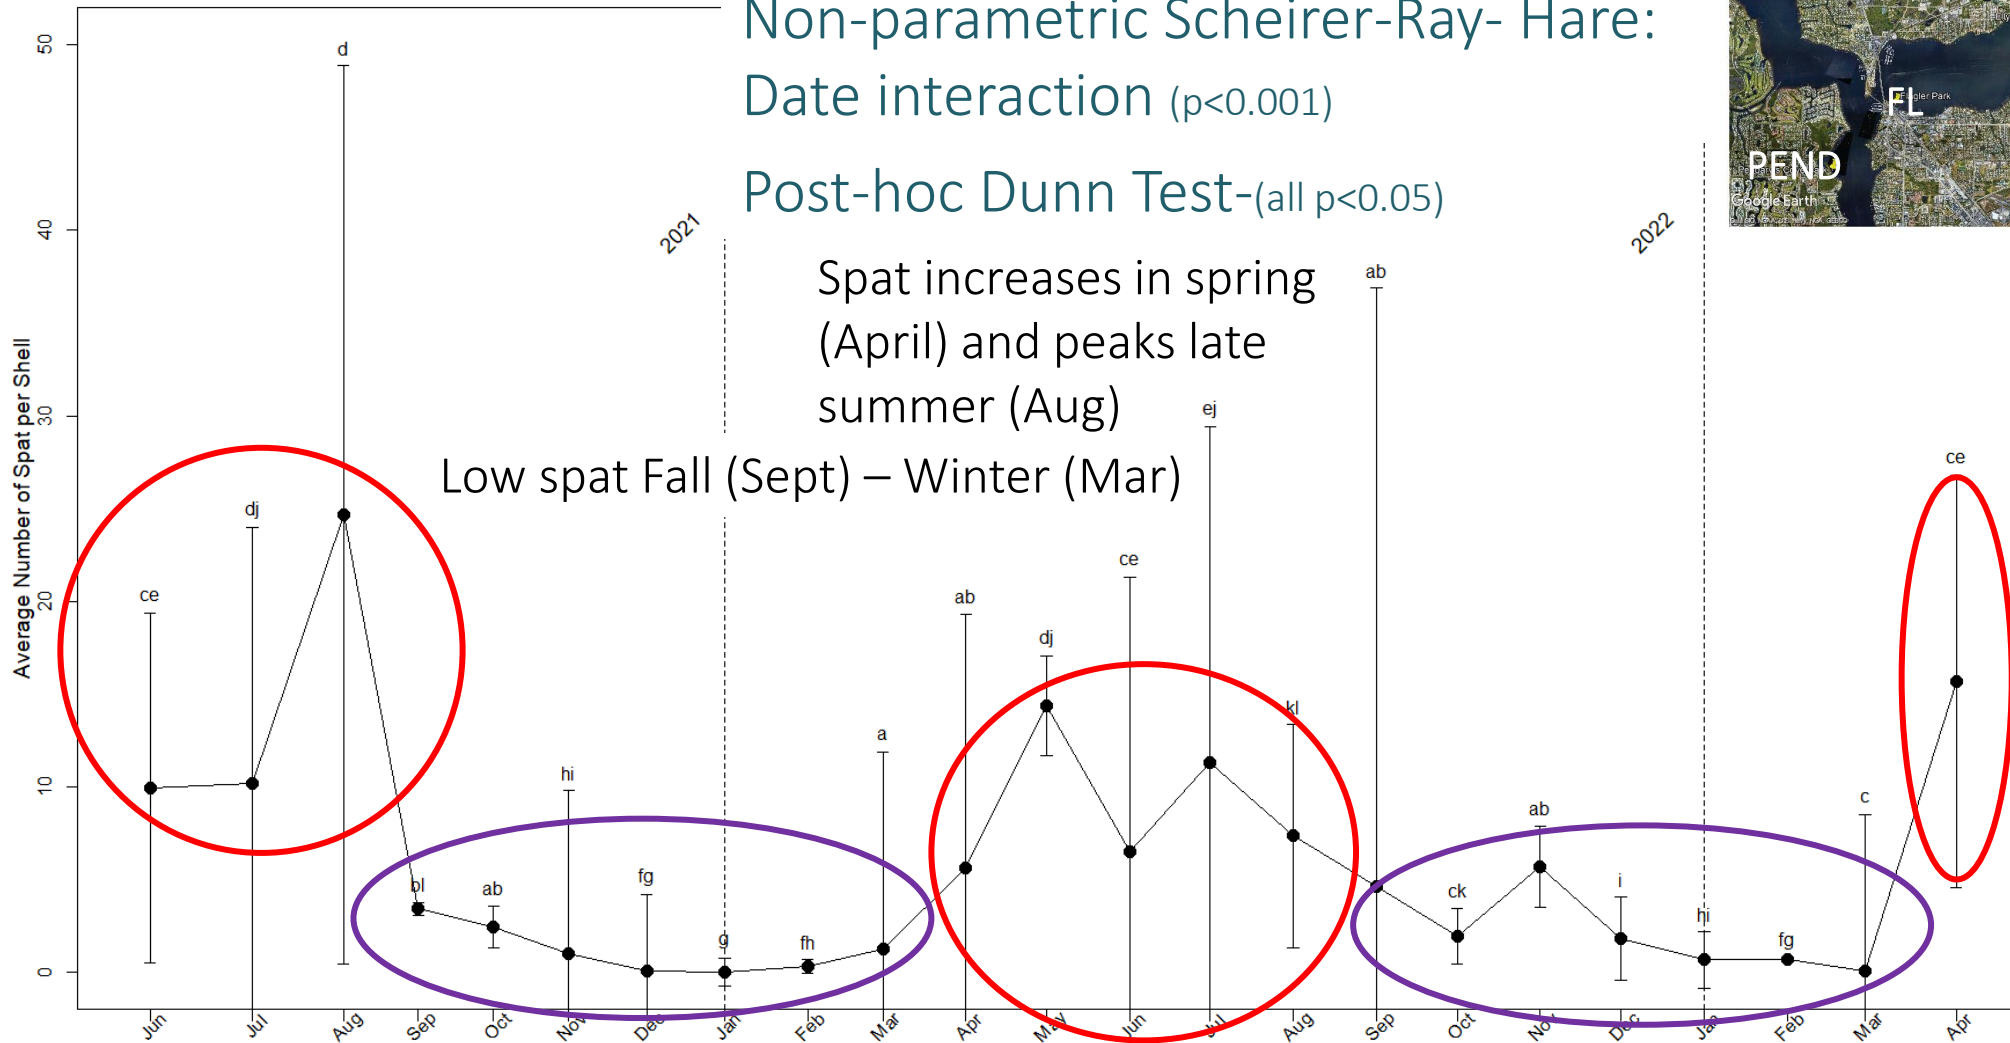 Non-parametric Scheirer-Ray- Hare:
Date interaction (p<0.001)
Post-hoc Dunn Test-(all p<0.05)
Spat increases in spring
(April) and peaks late
summer (Aug)
Low spat Fall (Sept) – Winter (Mar)
2021
2022
Flagler Park
FL
PEND
Google Earth
Average Number of Spat per Shell
50
40
30
20
10
0
ce
dj
d
bl
ab
hi
fg
g
fh
a
ab
dj
ce
ej
kl
ab
ck
ab
i
hi
fg
c
ce
Jun
Jul
Aug
Sep
Oct
Nov
Dec
Jan
Feb
Mar
Apr
May
Jun
Jul
Aug
Sep
Oct
Nov
Dec
Jan
Feb
Mar
Apr